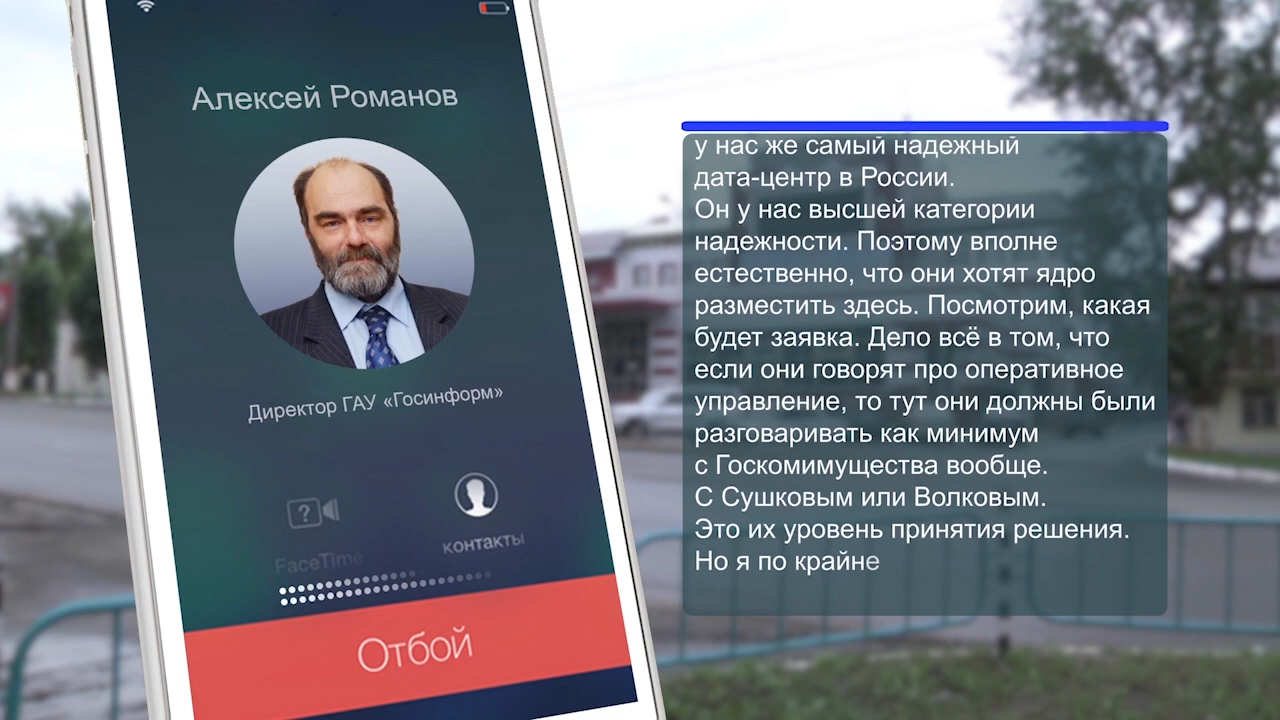 Алексей Романов
Директор ГАУ «Госинформ»
?
FaceTime
контакты
Отбой
у нас же самый надежный
дата-центр в России.
Он у нас высшей категории
надежности. Поэтому вполне
естественно, что они хотят ядро
разместить здесь. Посмотрим, какая
будет заявка. Дело всё в том, что
если они говорят про оперативное
управление, то тут они должны были
разговаривать как минимум
с Госкомимущества вообще.
С Сушковым или Волковым.
Это их уровень принятия решения.
Но я по крайне